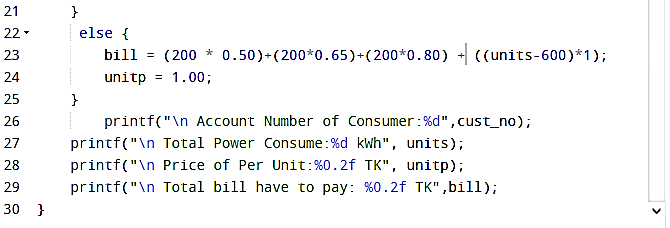 21 }
22 else {
23 bill = (200 * 0.50)+(200*0.65)+(200*0.80) + ((units-600)*1);
24 unitp = 1.00;
25 }
26 printf("\n Account Number of Consumer:%d",cust_no);
27 printf("\n Total Power Consume:%d kWh", units);
28 printf("\n Price of Per Unit:%0.2f TK", unitp);
29 printf("\n Total bill have to pay: %0.2f TK",bill);
30 }